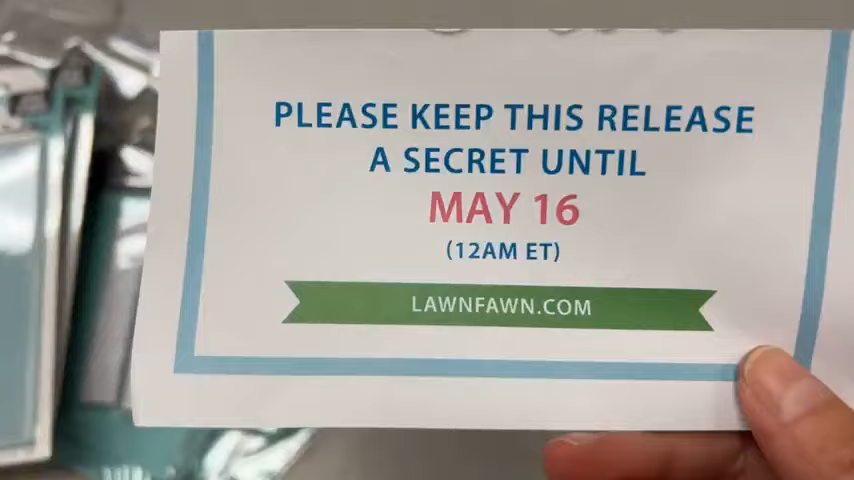 PLEASE KEEP THIS RELEASE
A SECRET UNTIL
MAY 16
(12AM ET)
LAWNFAWN.COM